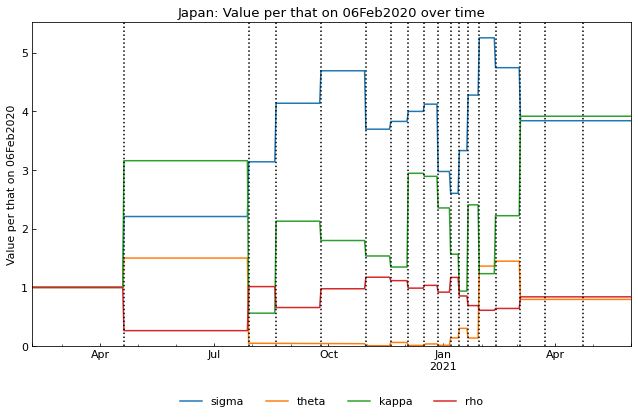 Japan: Value per that on 06Feb2020 over time
Value per that on 06Feb2020
5
4
3
2
1
0
Apr Jul Oct Jan Apr
2021
sigma theta kappa rho